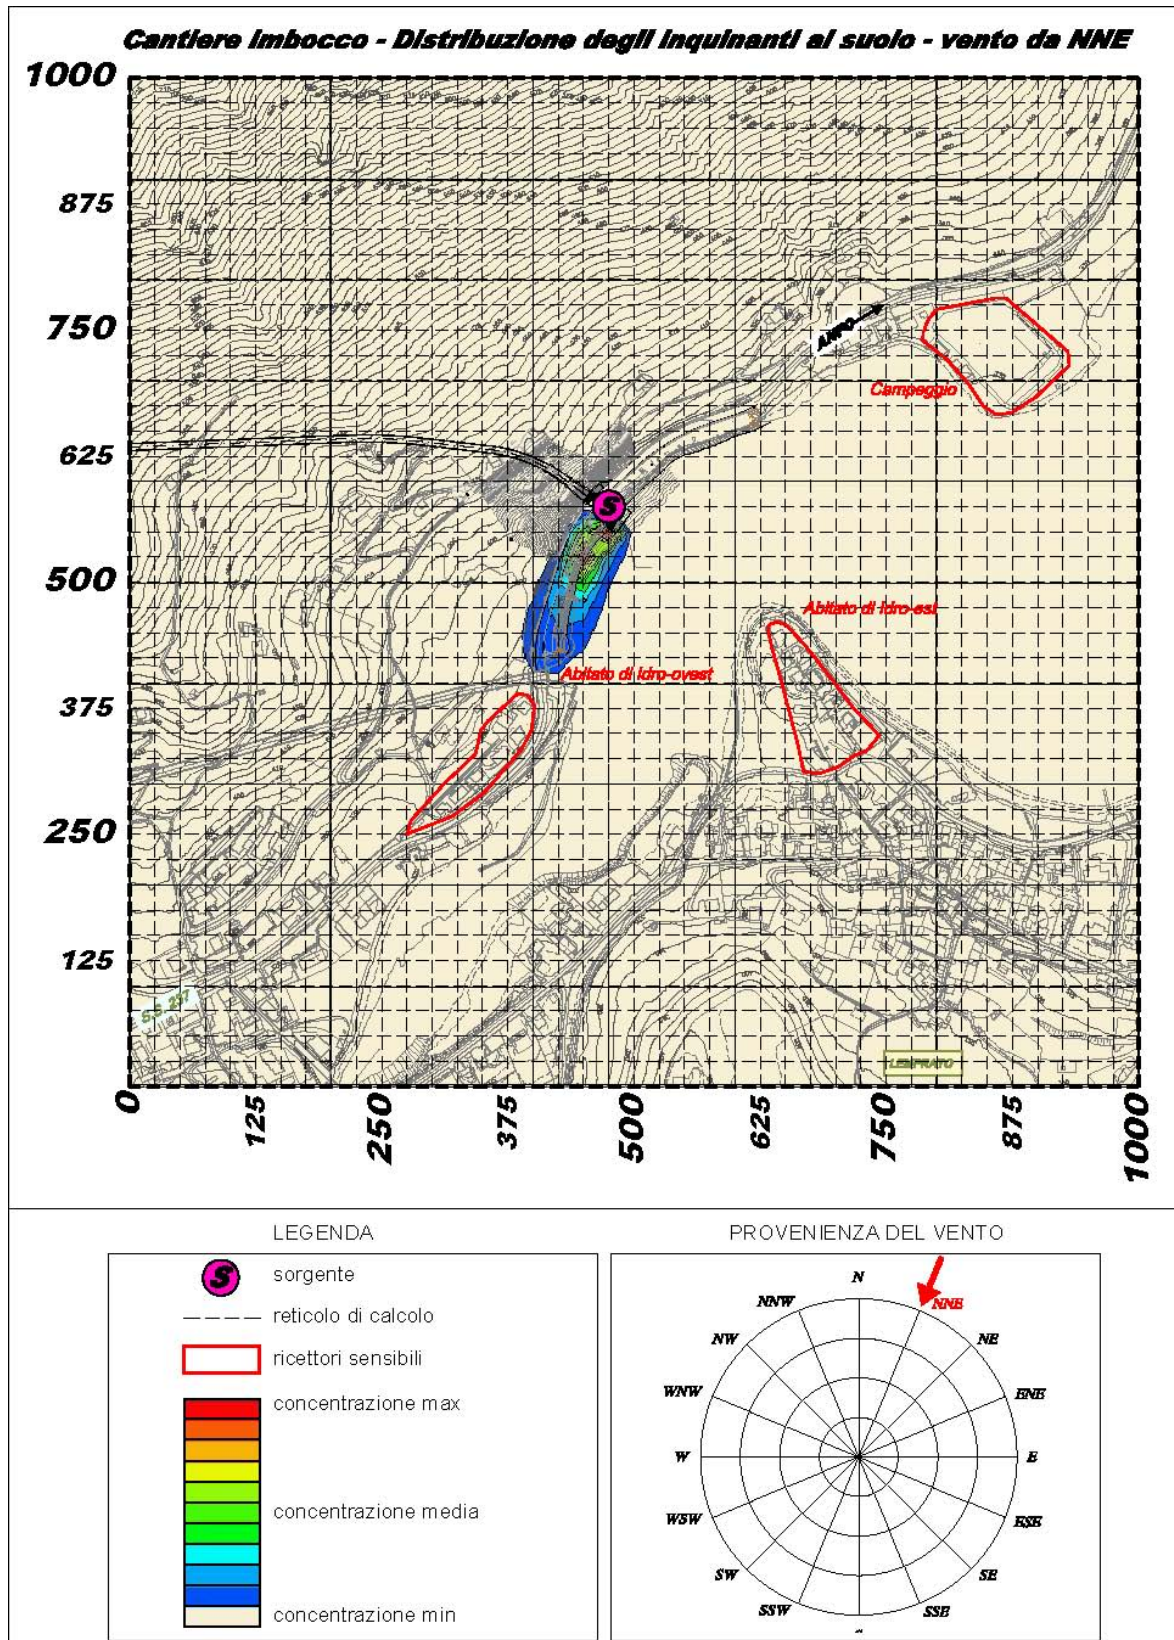 Cantiere Imbocco - Distribuzione degli Inquinanti al suolo - vento da NNE
1000
875
750
625
500
375
250
125
ANFO
Campeggio
S
Abitato di Idro-est
Abitato di Idro-ovest
S.S. 237
LEMPRATO
0
125
250
375
500
625
750
875
1000
LEGENDA
S
sorgente
reticolo di calcolo
ricettori sensibili
concentrazione max
concentrazione media
concentrazione min
PROVENIENZA DEL VENTO
N
NNW
NNE
NW
NE
WNW
ENE
W
E
WSW
ESE
SW
SE
SSW
SSE